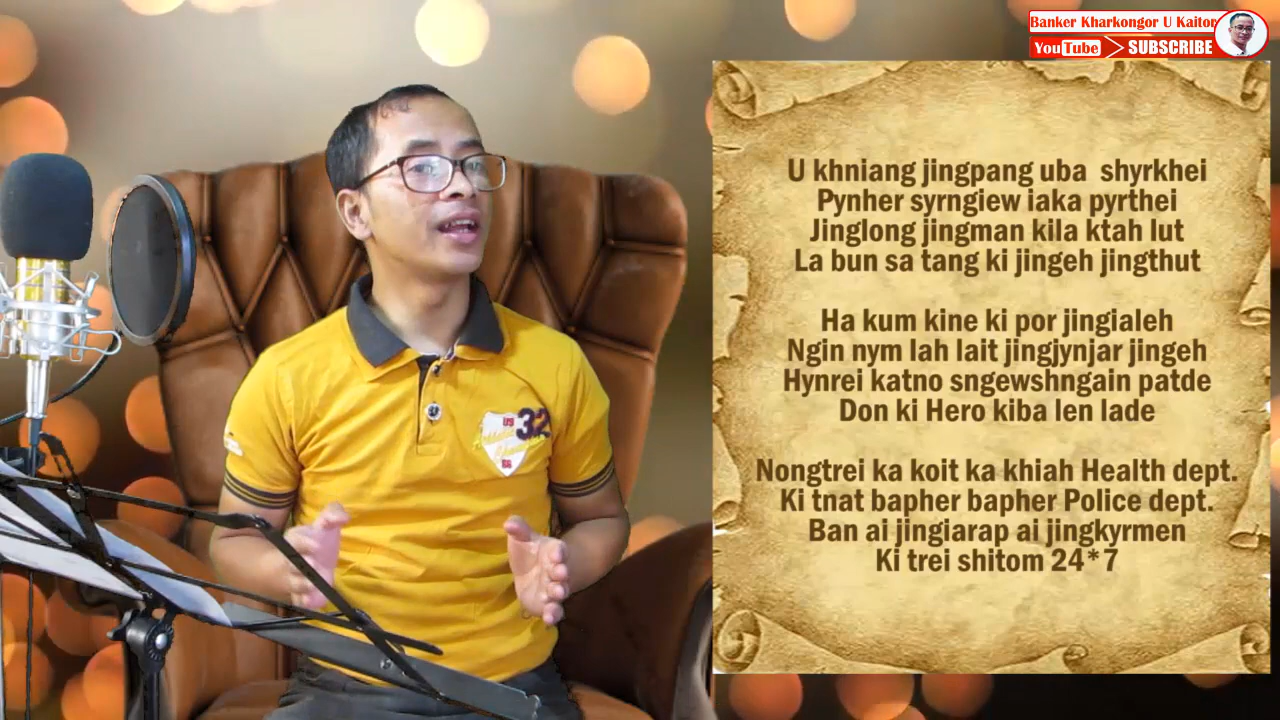 Banker Kharkongor U Kaitor
YouTube SUBSCRIBE
U khniang jingpang uba shyrkhei
Pynher syrngiew iaka pyrthei
Jinglong jingman kila ktah lut
La bun sa tang ki jingeh jingthut
Ha kum kine ki por jingialeh
Ngin nym lah lait jingjynjar jingeh
Hynrei katno sngewshngain patde
Don ki Hero kiba len lade
Nongtrei ka koit ka khiah Health dept.
Ki tnat bapher bapher Police dept.
Ban ai jingiarap ai jingkyrmen
Ki trei shitom 24*7
32